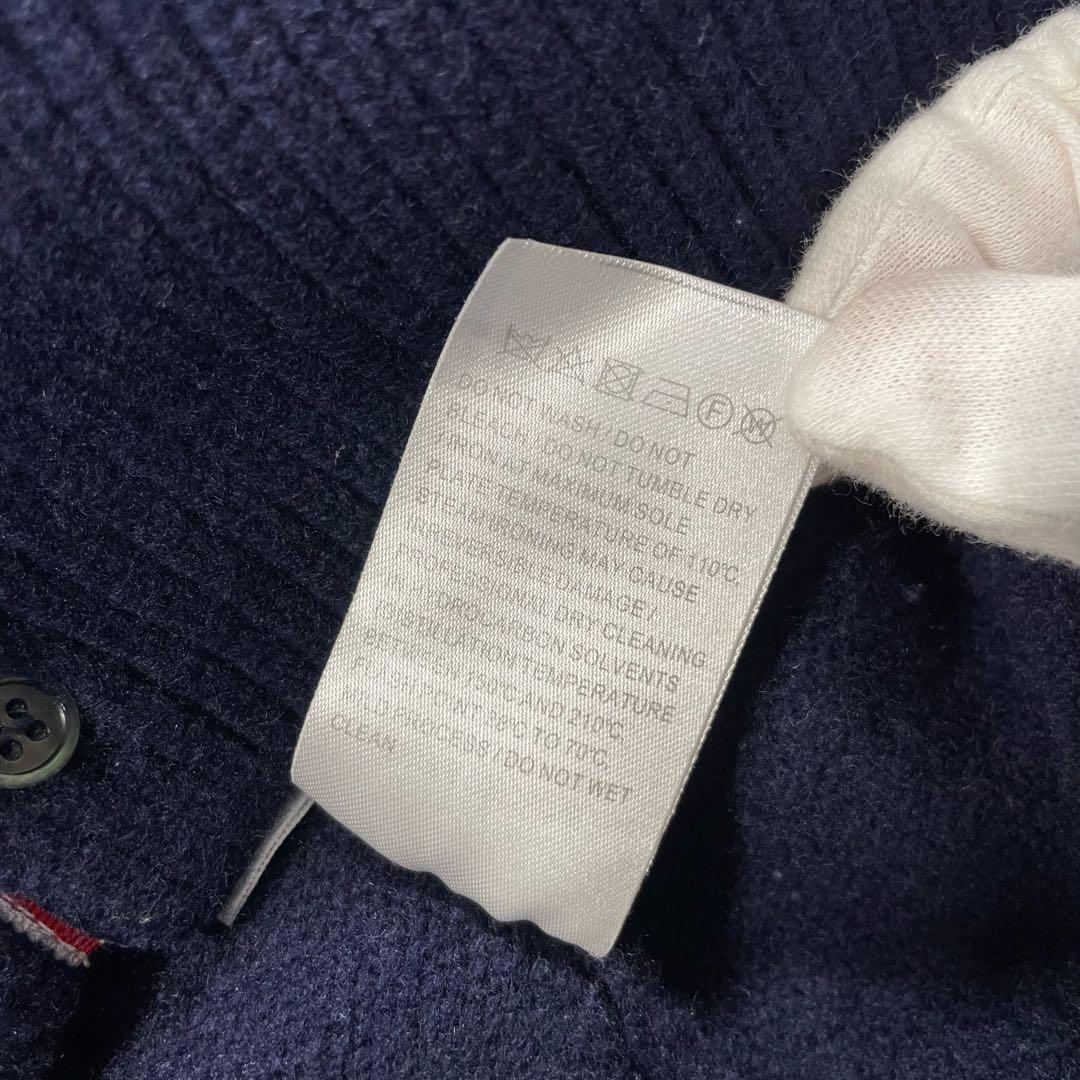 F W
DO NOT WASH / DO NOT
BLEACH / DO NOT TUMBLE DRY
/ IRON AT MAXIMUM SOLE
PLATE TEMPERATURE OF 110℃.
STEAM IRONING MAY CAUSE
IRREVERSIBLE DAMAGE /
PROFESSIONAL DRY CLEANING
IN HYDROCARBON SOLVENTS
(DISTILLATION TEMPERATURE
BETWEEN 150℃ AND 210℃,
FLASH POINT 38℃ TO 70℃,
MILD PROCESS / DO NOT WET
CLEAN